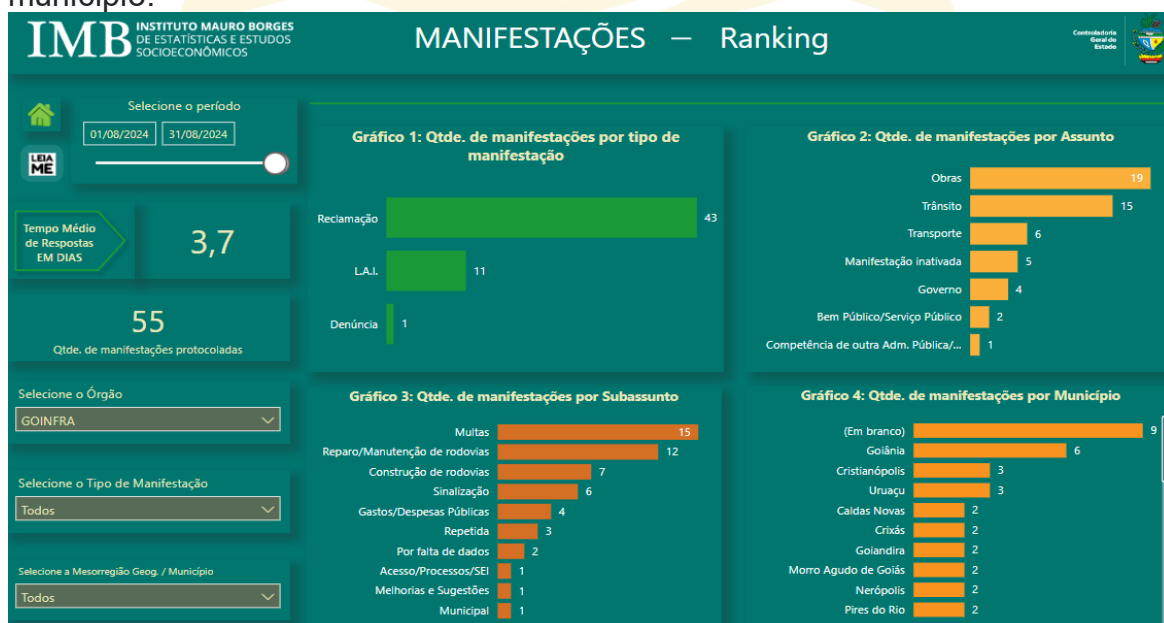 município.
IMB
INSTITUTO MAURO BORGES
DE ESTATÍSTICAS E ESTUDOS
SOCIOECONÔMICOS
MANIFESTAÇÕES — Ranking
Controladoria
Geral do
Estado
Selecione o período
01/08/2024 31/08/2024
LEIA
ME
Tempo Médio
de Respostas
EM DIAS
3,7
55
Qtde. de manifestações protocoladas
Selecione o Órgão
GOINFRA
Selecione o Tipo de Manifestação
Todos
Selecione a Mesorregião Geog. / Município
Todos
Gráfico 1: Qtde. de manifestações por tipo de
manifestação
Reclamação 43
L.A.I. 11
Denúncia 1
Gráfico 2: Qtde. de manifestações por Assunto
Obras 19
Trânsito 15
Transporte 6
Manifestação inativada 5
Governo 4
Bem Público/Serviço Público 2
Competência de outra Adm. Pública/... 1
Gráfico 3: Qtde. de manifestações por Subassunto
Multas 15
Reparo/Manutenção de rodovias 12
Construção de rodovias 7
Sinalização 6
Gastos/Despesas Públicas 4
Repetida 3
Por falta de dados 2
Acesso/Processos/SEI 1
Melhorias e Sugestões 1
Municipal 1
Gráfico 4: Qtde. de manifestações por Município
(Em branco) 9
Goiânia 6
Cristianópolis 3
Uruaçu 3
Caldas Novas 2
Crixás 2
Goiandira 2
Morro Agudo de Goiás 2
Nerópolis 2
Pires do Rio 2